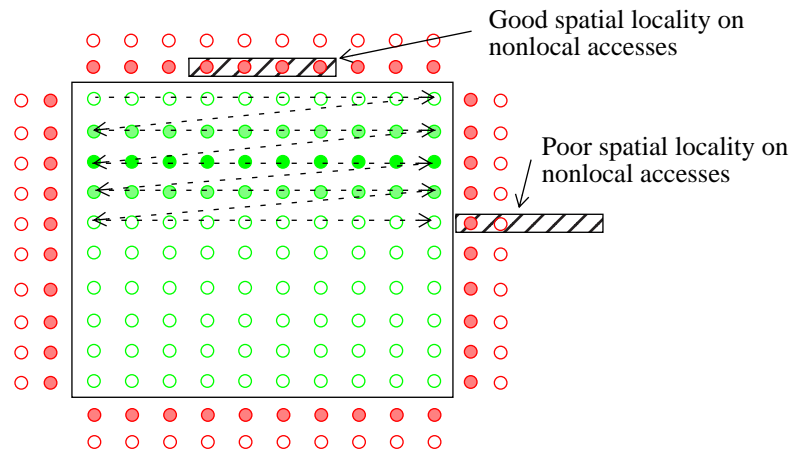 Good spatial locality on
nonlocal accesses
Poor spatial locality on
nonlocal accesses